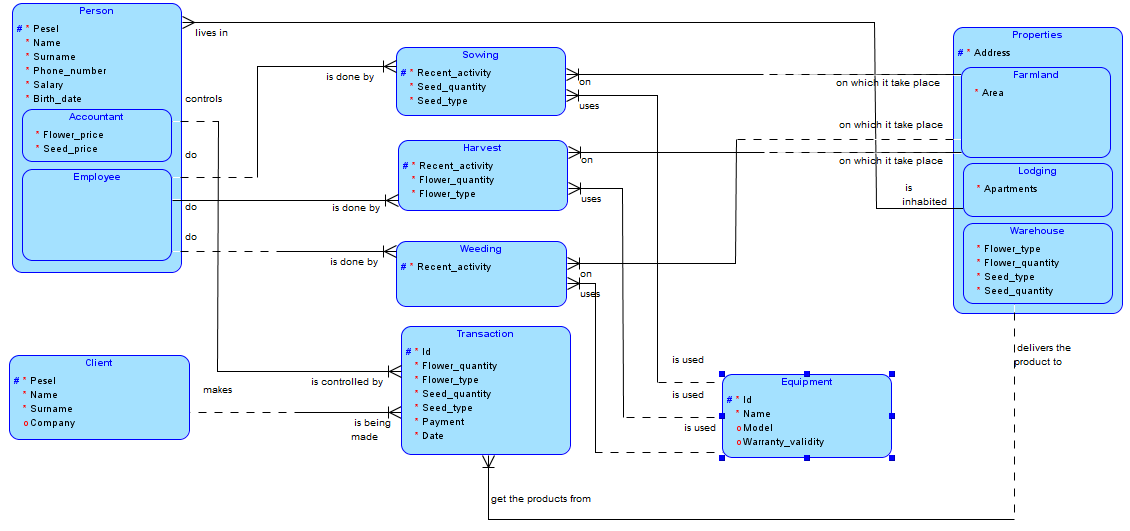 Person
# * Pesel
* Name
* Surname
* Phone_number
* Salary
* Birth_date
Accountant
* Flower_price
* Seed_price
Employee
lives in
controls
do
do
do
is done by
is done by
is done by
Sowing
# * Recent_activity
* Seed_quantity
* Seed_type
on
uses
Harvest
# * Recent_activity
* Flower_quantity
* Flower_type
on
uses
Weeding
# * Recent_activity
on
uses
on which it take place
on which it take place
on which it take place
is
inhabited
Properties
# * Address
Farmland
* Area
Lodging
* Apartments
Warehouse
* Flower_type
* Flower_quantity
* Seed_type
* Seed_quantity
Client
# * Pesel
* Name
* Surname
o Company
makes
is controlled by
is being
made
Transaction
# * Id
* Flower_quantity
* Flower_type
* Seed_quantity
* Seed_type
* Payment
* Date
is used
is used
is used
Equipment
# * Id
* Name
o Model
o Warranty_validity
delivers the
product to
get the products from